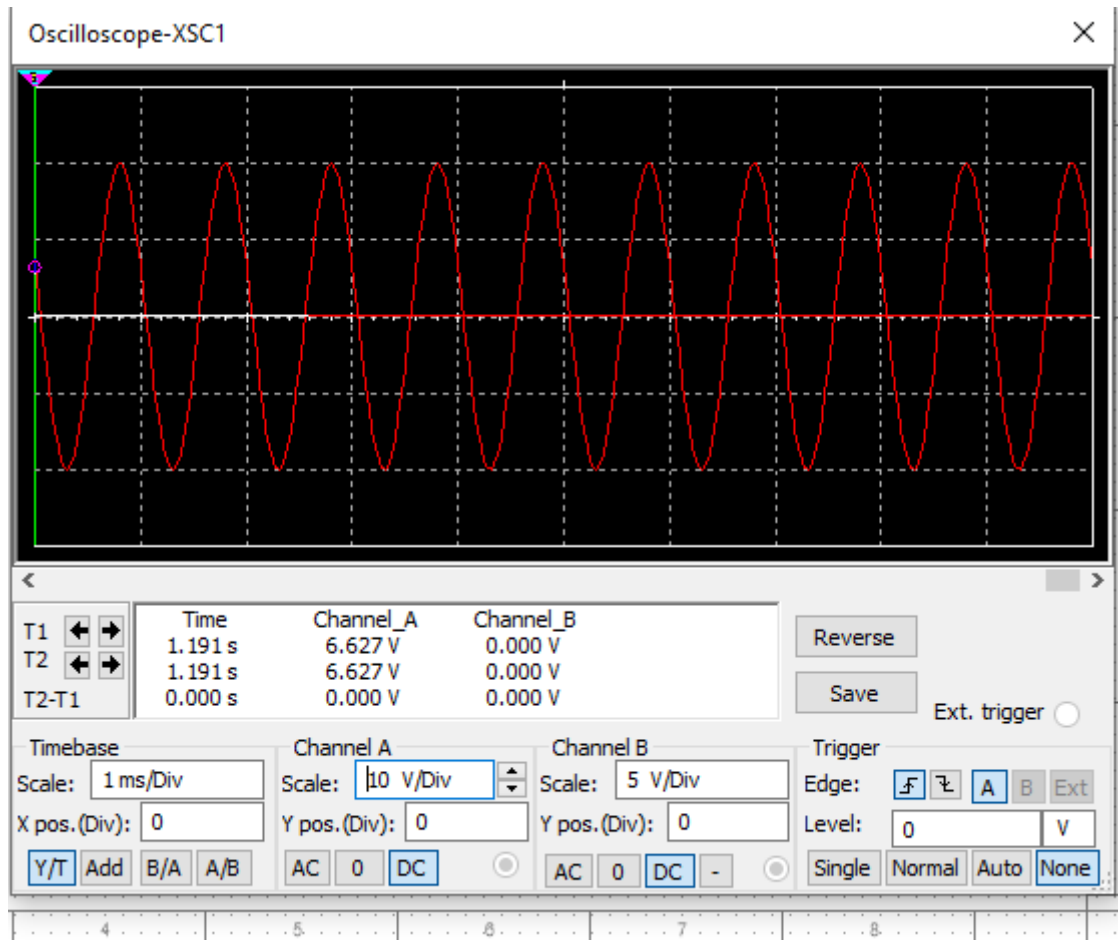 Oscilloscope-XSC1
Time Channel_A Channel_B
T1 1.191 s 6.627 V 0.000 V
T2 1.191 s 6.627 V 0.000 V
T2-T1 0.000 s 0.000 V 0.000 V
Reverse
Save
Ext. trigger
Timebase
Scale: 1 ms/Div
X pos.(Div): 0
Y/T Add B/A A/B
Channel A
Scale: 10 V/Div
Y pos.(Div): 0
AC 0 DC
Channel B
Scale: 5 V/Div
Y pos.(Div): 0
AC 0 DC -
Trigger
Edge: A B Ext
Level: 0 V
Single Normal Auto None
4 5 6 7 8